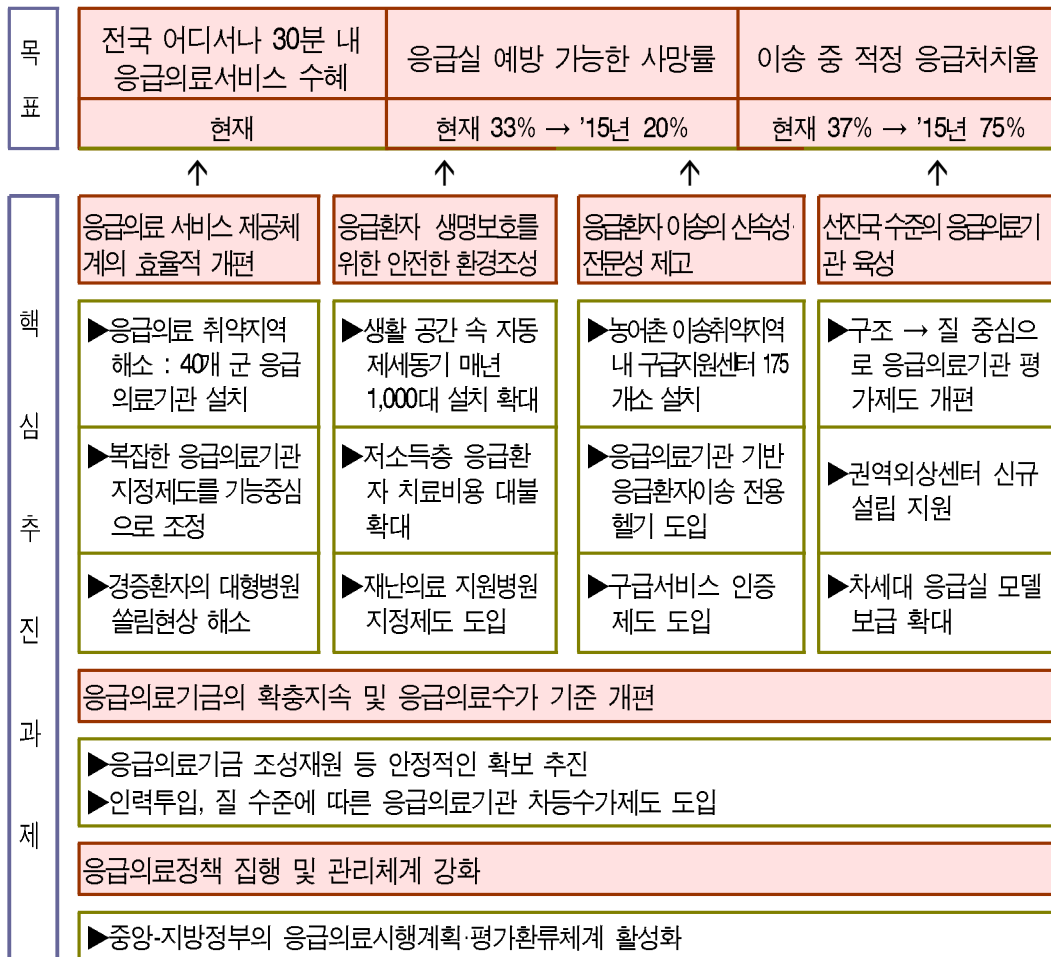 목
표
전국 어디서나 30분 내
응급의료서비스 수혜
응급실 예방 가능한 사망률
이송 중 적정 응급처치율
현재
현재 33% → '15년 20%
현재 37% → '15년 75%
↑ ↑ ↑ ↑
핵
심
추
진
과
제
응급의료 서비스 제공체
계의 효율적 개편
▶응급의료 취약지역
해소 : 40개 군 응급
의료기관 설치
▶복잡한 응급의료기관
지정제도를 기능중심
으로 조정
▶경증환자의 대형병원
쏠림현상 해소
응급환자 생명보호를
위한 안전한 환경조성
▶생활 공간 속 자동
제세동기 매년
1,000대 설치 확대
▶저소득층 응급환
자 치료비용 대불
확대
▶재난의료 지원병원
지정제도 도입
응급환자 이송의 신속성·
전문성 제고
▶농어촌 이송취약지역
내 구급지원센터 175
개소 설치
▶응급의료기관 기반
응급환자이송 전용
헬기 도입
▶구급서비스 인증
제도 도입
선진국 수준의 응급의료기
관 육성
▶구조 → 질 중심으
로 응급의료기관 평
가제도 개편
▶권역외상센터 신규
설립 지원
▶차세대 응급실 모델
보급 확대
응급의료기금의 확충지속 및 응급의료수가 기준 개편
▶응급의료기금 조성재원 등 안정적인 확보 추진
▶인력투입, 질 수준에 따른 응급의료기관 차등수가제도 도입
응급의료정책 집행 및 관리체계 강화
▶중앙-지방정부의 응급의료시행계획·평가환류체계 활성화